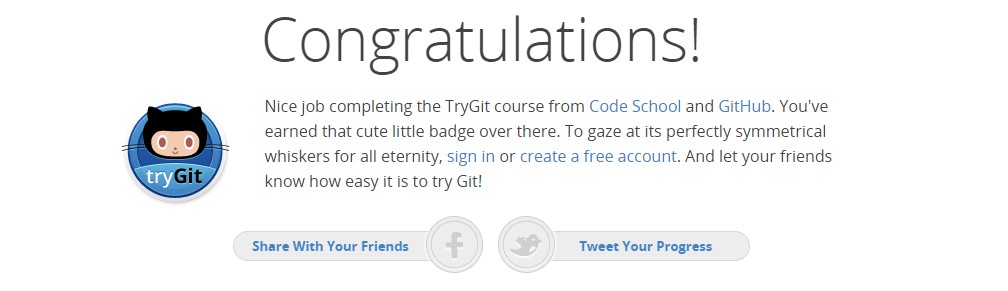 Congratulations!
Nice job completing the TryGit course from Code School and GitHub. You've
earned that cute little badge over there. To gaze at its perfectly symmetrical
whiskers for all eternity, sign in or create a free account. And let your friends
know how easy it is to try Git!
tryGit
Share With Your Friends
Tweet Your Progress